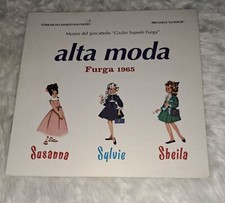 Museo del giocattolo "Giulio Superti Furga"
alta moda
Furga 1965
Susanna Sylvie Sheila